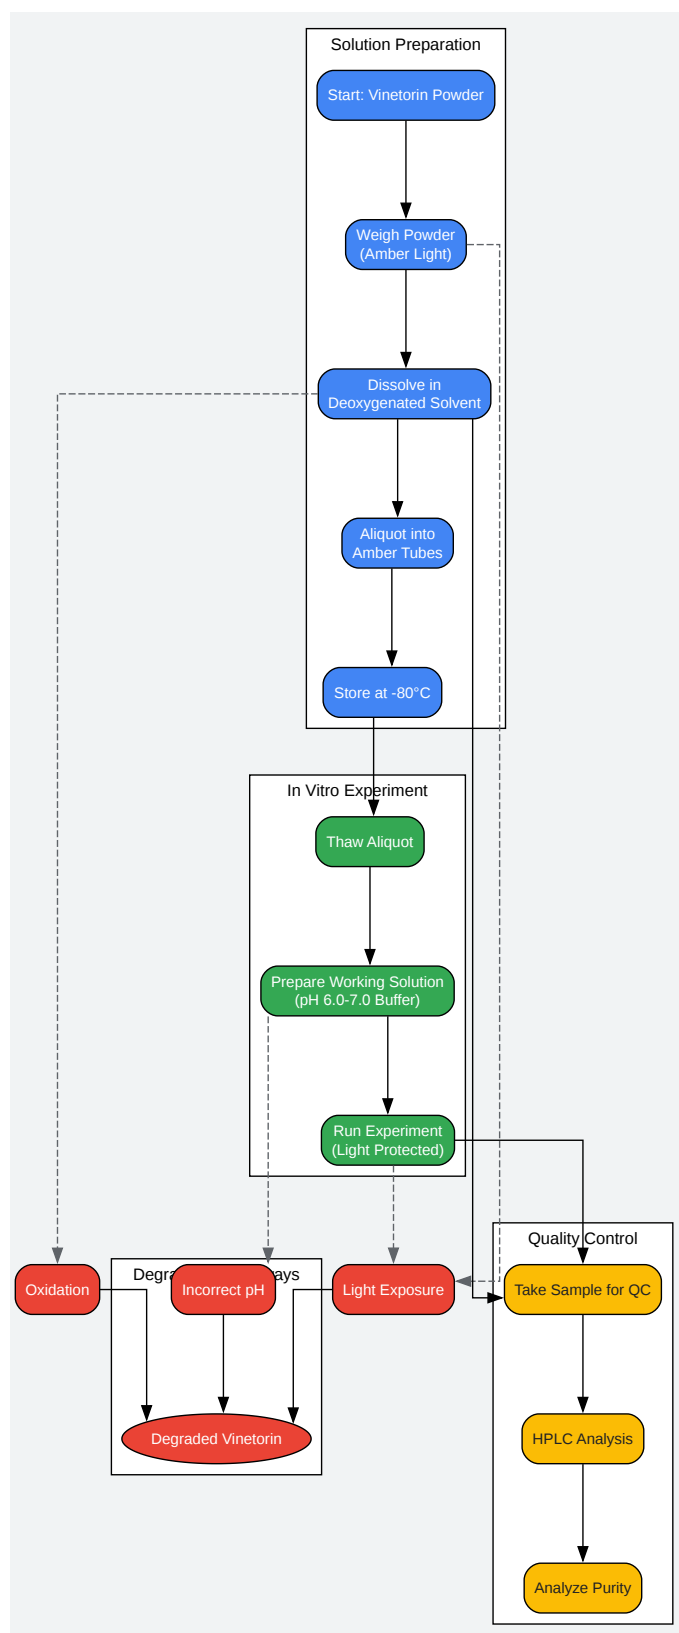 Solution Preparation
Start: Vinetorin Powder
Weigh Powder
(Amber Light)
Dissolve in
Deoxygenated Solvent
Aliquot into
Amber Tubes
Store at -80°C
In Vitro Experiment
Thaw Aliquot
Prepare Working Solution
(pH 6.0-7.0 Buffer)
Run Experiment
(Light Protected)
Quality Control
Oxidation
Incorrect pH
Light Exposure
Take Sample for QC
Degraded Vinetorin
HPLC Analysis
Analyze Purity